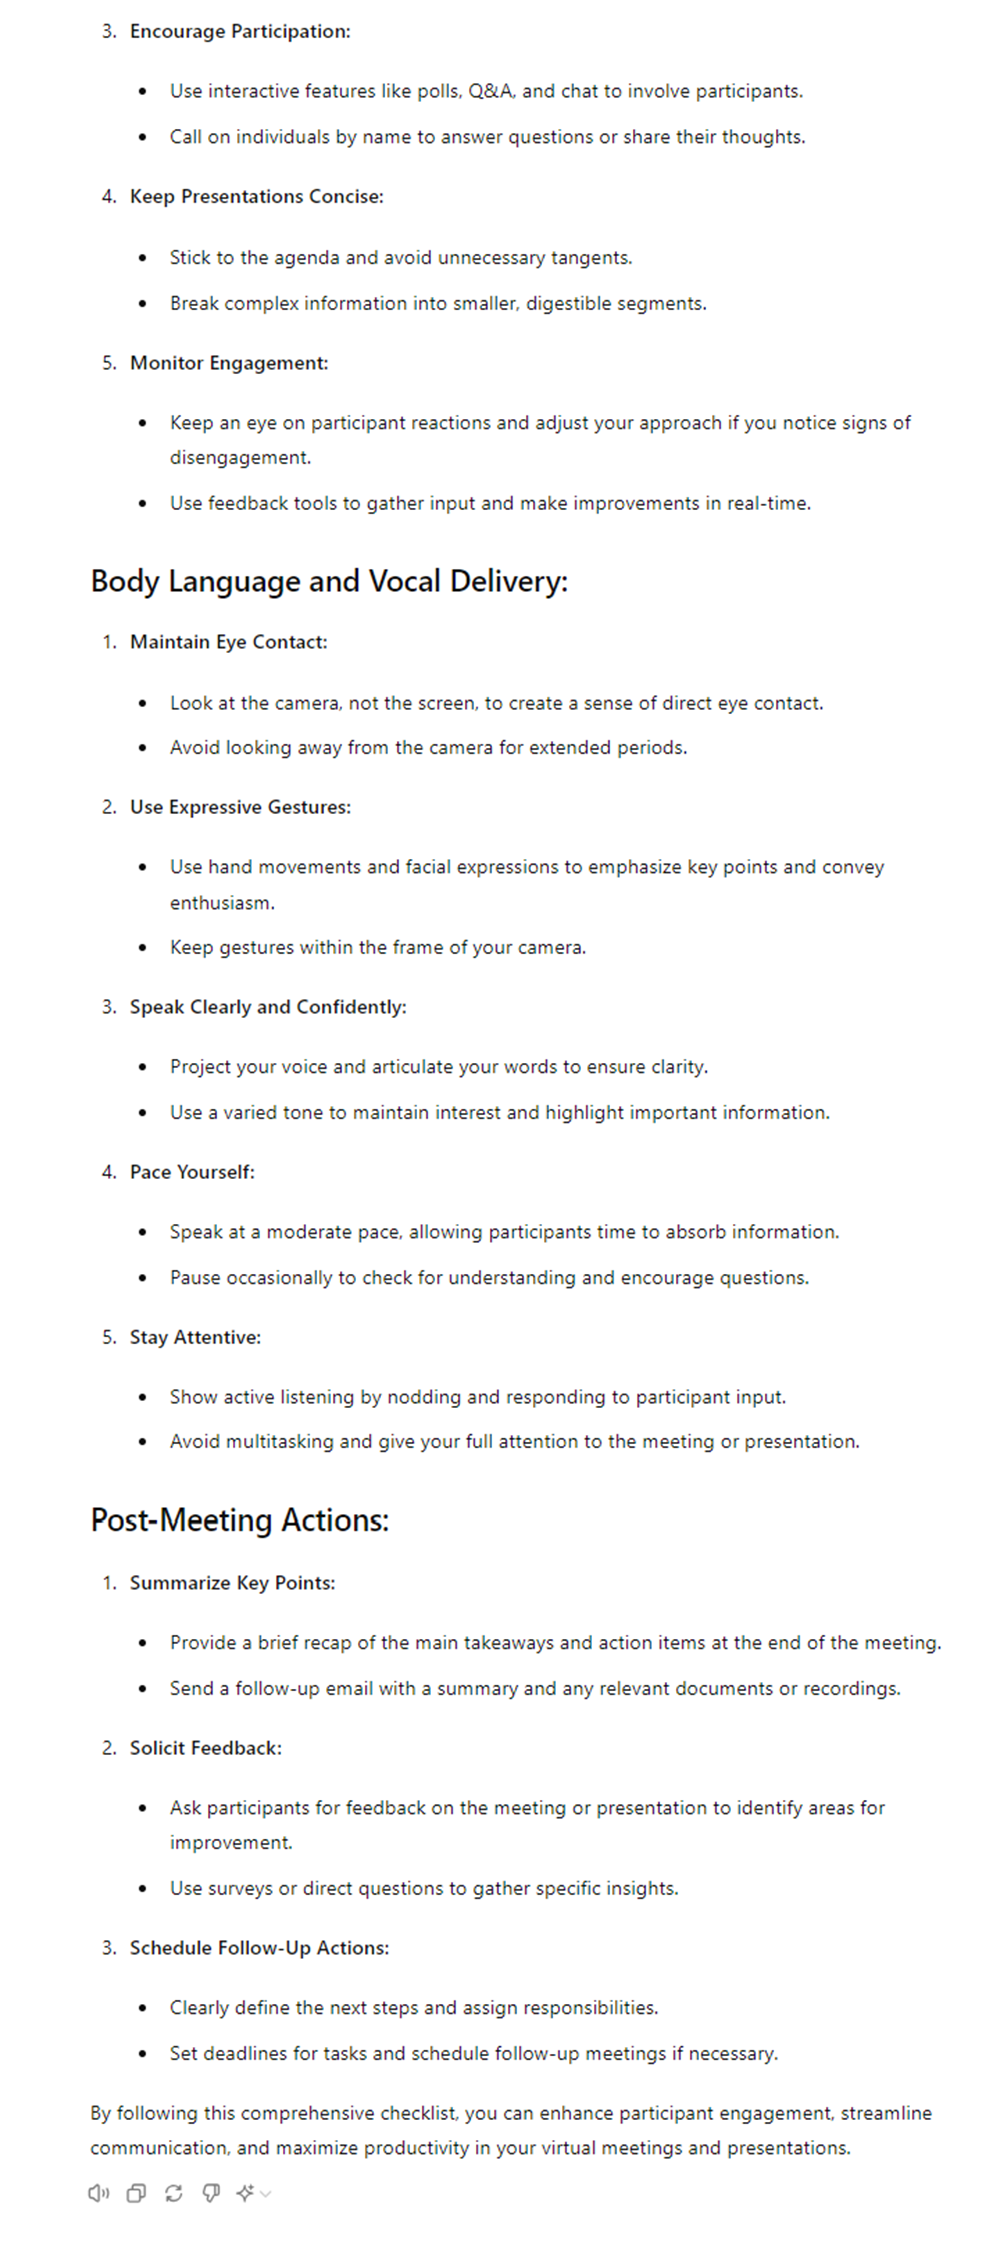 3. Encourage Participation:
• Use interactive features like polls, Q&A, and chat to involve participants.
• Call on individuals by name to answer questions or share their thoughts.
4. Keep Presentations Concise:
• Stick to the agenda and avoid unnecessary tangents.
• Break complex information into smaller, digestible segments.
5. Monitor Engagement:
• Keep an eye on participant reactions and adjust your approach if you notice signs of
disengagement.
• Use feedback tools to gather input and make improvements in real-time.
Body Language and Vocal Delivery:
1. Maintain Eye Contact:
• Look at the camera, not the screen, to create a sense of direct eye contact.
• Avoid looking away from the camera for extended periods.
2. Use Expressive Gestures:
• Use hand movements and facial expressions to emphasize key points and convey
enthusiasm.
• Keep gestures within the frame of your camera.
3. Speak Clearly and Confidently:
• Project your voice and articulate your words to ensure clarity.
• Use a varied tone to maintain interest and highlight important information.
4. Pace Yourself:
• Speak at a moderate pace, allowing participants time to absorb information.
• Pause occasionally to check for understanding and encourage questions.
5. Stay Attentive:
• Show active listening by nodding and responding to participant input.
• Avoid multitasking and give your full attention to the meeting or presentation.
Post-Meeting Actions:
1. Summarize Key Points:
• Provide a brief recap of the main takeaways and action items at the end of the meeting.
• Send a follow-up email with a summary and any relevant documents or recordings.
2. Solicit Feedback:
• Ask participants for feedback on the meeting or presentation to identify areas for
improvement.
• Use surveys or direct questions to gather specific insights.
3. Schedule Follow-Up Actions:
• Clearly define the next steps and assign responsibilities.
• Set deadlines for tasks and schedule follow-up meetings if necessary.
By following this comprehensive checklist, you can enhance participant engagement, streamline
communication, and maximize productivity in your virtual meetings and presentations.